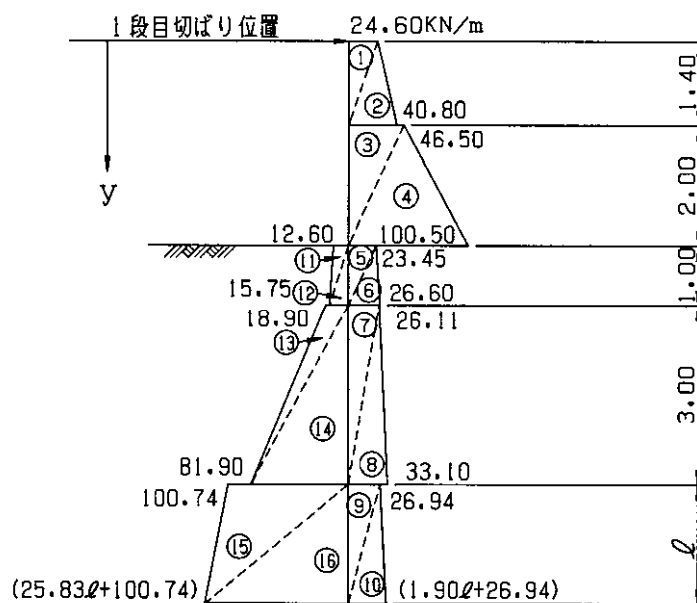 1段目切ばり位置 24.60KN/m
① 1.40
② 40.80
③ 46.50
y ④ 2.00
12.60 100.50
⑪ ⑤ 23.45
15.75 ⑫ ⑥ 26.60 1.00
18.90 ⑦ 26.11
⑬
3.00
⑭
81.90 ⑧ 33.10
100.74 ⑨ 26.94
⑮ ⑯ ℓ
(25.83ℓ+100.74) ⑩ (1.90ℓ+26.94)